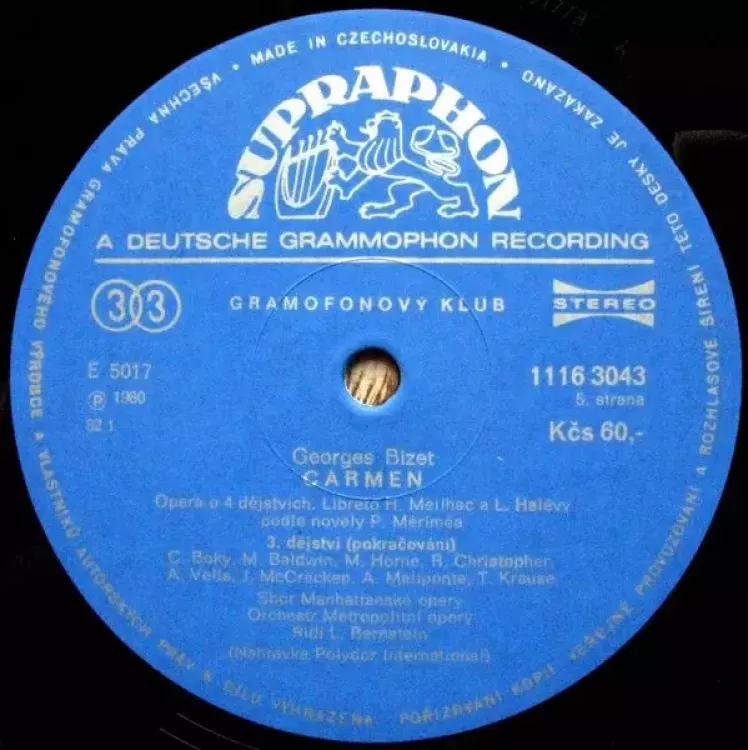 VŠECHNA PRÁVA GRAMOFONOVÉHO VÝROBCE A VLASTNÍKŮ AUTORSKÝCH PRÁV K DÍLU VYHRAZENA. POŘIZOVÁNÍ KOPIÍ, VEŘEJNÉ PROVOZOVÁNÍ A ROZHLASOVÉ ŠÍŘENÍ TÉTO DESKY JE ZAKÁZÁNO
• MADE IN CZECHOSLOVAKIA •
SUPRAPHON
A DEUTSCHE GRAMMOPHON RECORDING
33
GRAMOFONOVÝ KLUB
STEREO
E 5017
1116 3043
℗ 1980
5. strana
82 1
Kčs 60,-
Georges Bizet
CARMEN
Opera o 4 dějstvích. Libreto H. Meilhac a L. Halévy
podle novely P. Mériméa
3. dějství (pokračování)
C. Boky, M. Baldwin, M. Horne, R. Christopher,
A. Vells, J. McCracken, A. Maliponte, T. Krause
Sbor Manhattanské opery
Orchestr Metropolitní opery
Řídí L. Bernstein
(Nahrávka Polydor International)